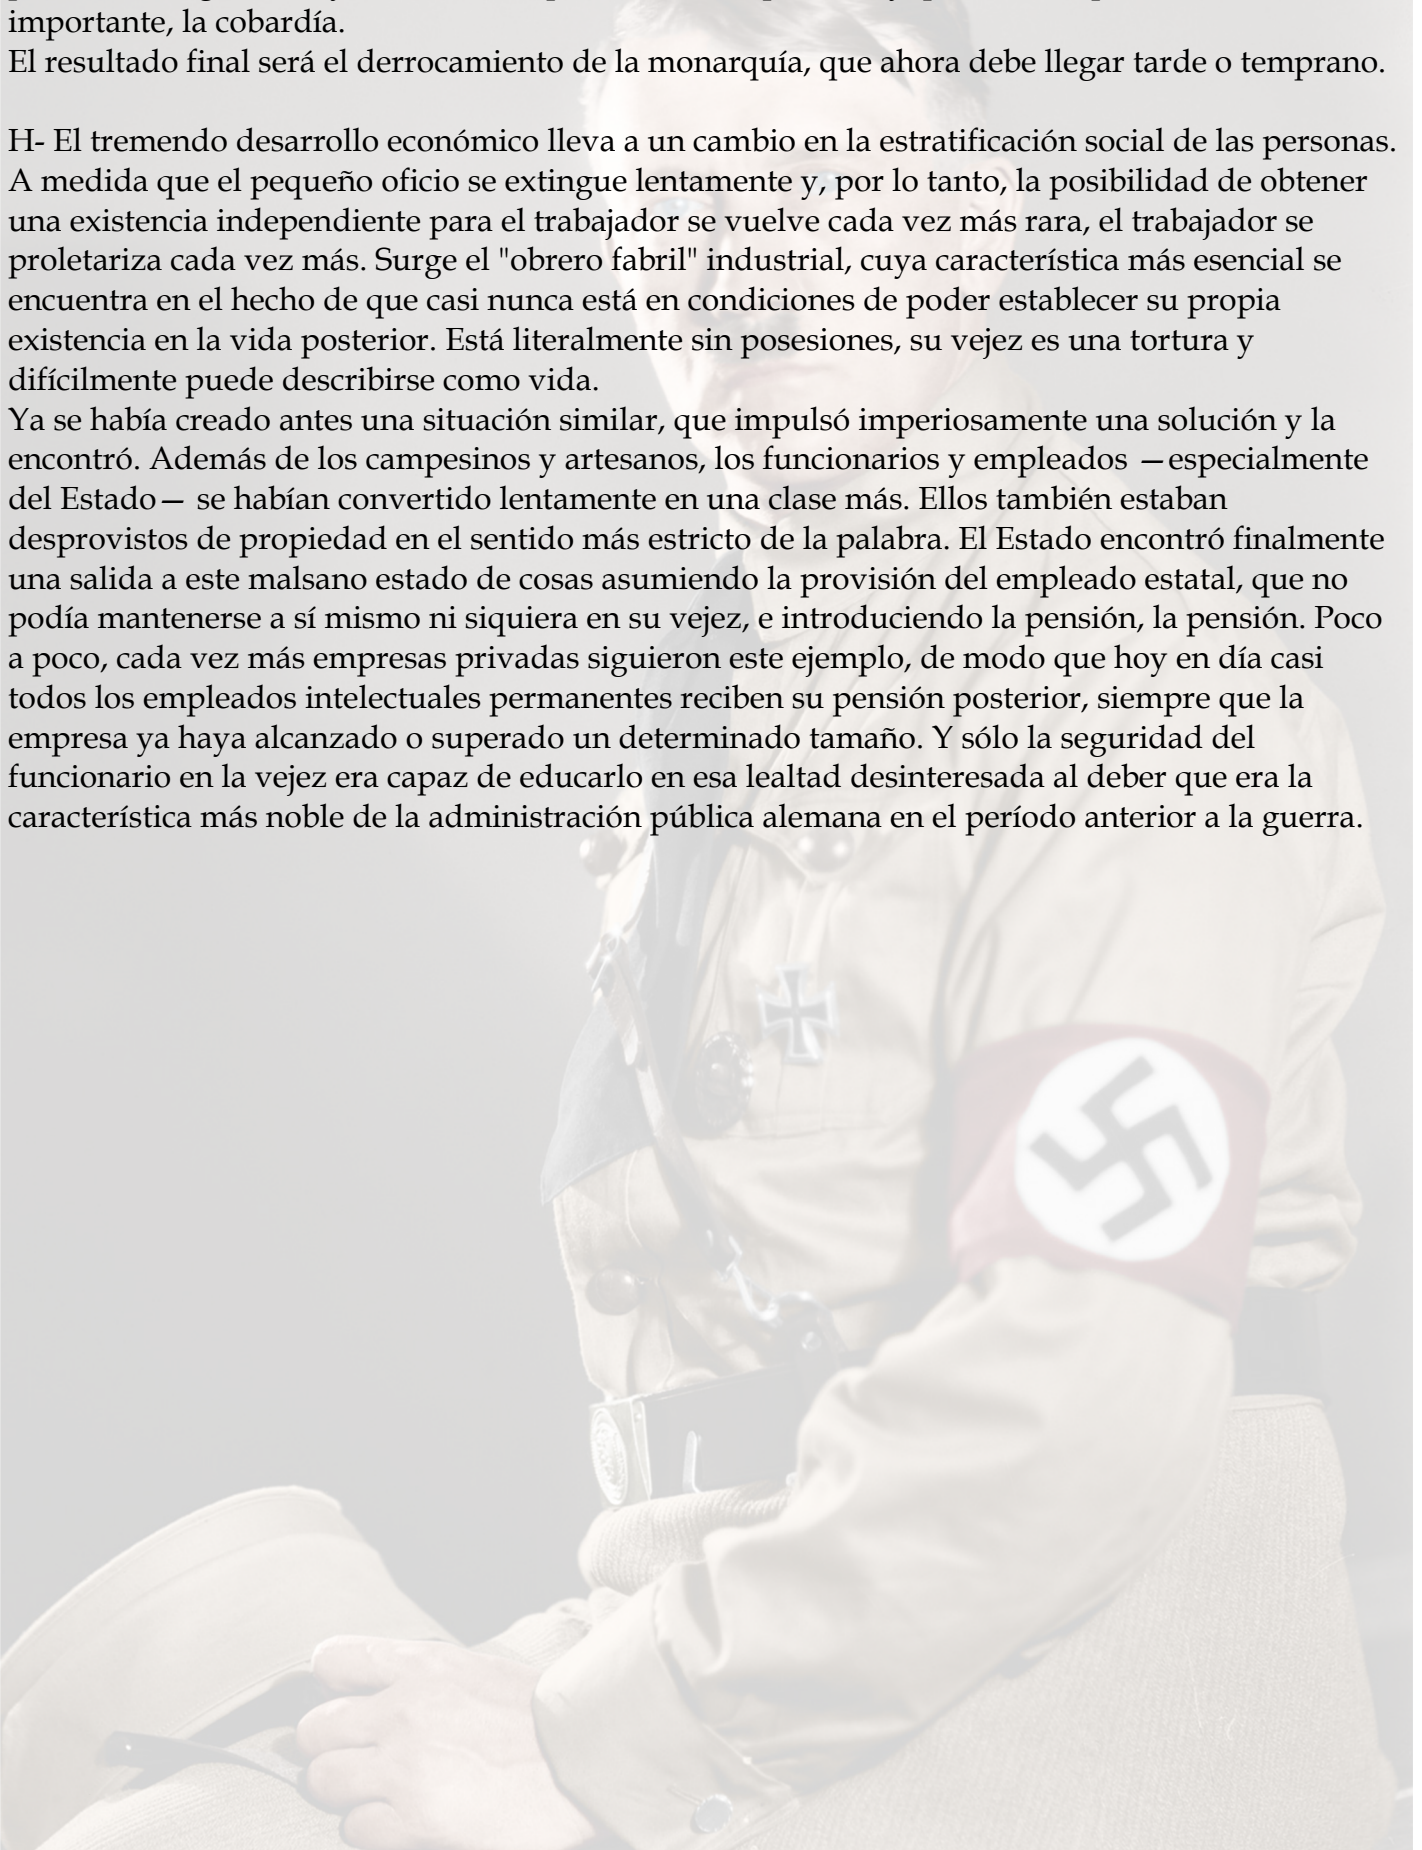 importante, la cobardía.
El resultado final será el derrocamiento de la monarquía, que ahora debe llegar tarde o temprano.
H- El tremendo desarrollo económico lleva a un cambio en la estratificación social de las personas.
A medida que el pequeño oficio se extingue lentamente y, por lo tanto, la posibilidad de obtener
una existencia independiente para el trabajador se vuelve cada vez más rara, el trabajador se
proletariza cada vez más. Surge el "obrero fabril" industrial, cuya característica más esencial se
encuentra en el hecho de que casi nunca está en condiciones de poder establecer su propia
existencia en la vida posterior. Está literalmente sin posesiones, su vejez es una tortura y
difícilmente puede describirse como vida.
Ya se había creado antes una situación similar, que impulsó imperiosamente una solución y la
encontró. Además de los campesinos y artesanos, los funcionarios y empleados —especialmente
del Estado— se habían convertido lentamente en una clase más. Ellos también estaban
desprovistos de propiedad en el sentido más estricto de la palabra. El Estado encontró finalmente
una salida a este malsano estado de cosas asumiendo la provisión del empleado estatal, que no
podía mantenerse a sí mismo ni siquiera en su vejez, e introduciendo la pensión, la pensión. Poco
a poco, cada vez más empresas privadas siguieron este ejemplo, de modo que hoy en día casi
todos los empleados intelectuales permanentes reciben su pensión posterior, siempre que la
empresa ya haya alcanzado o superado un determinado tamaño. Y sólo la seguridad del
funcionario en la vejez era capaz de educarlo en esa lealtad desinteresada al deber que era la
característica más noble de la administración pública alemana en el período anterior a la guerra.